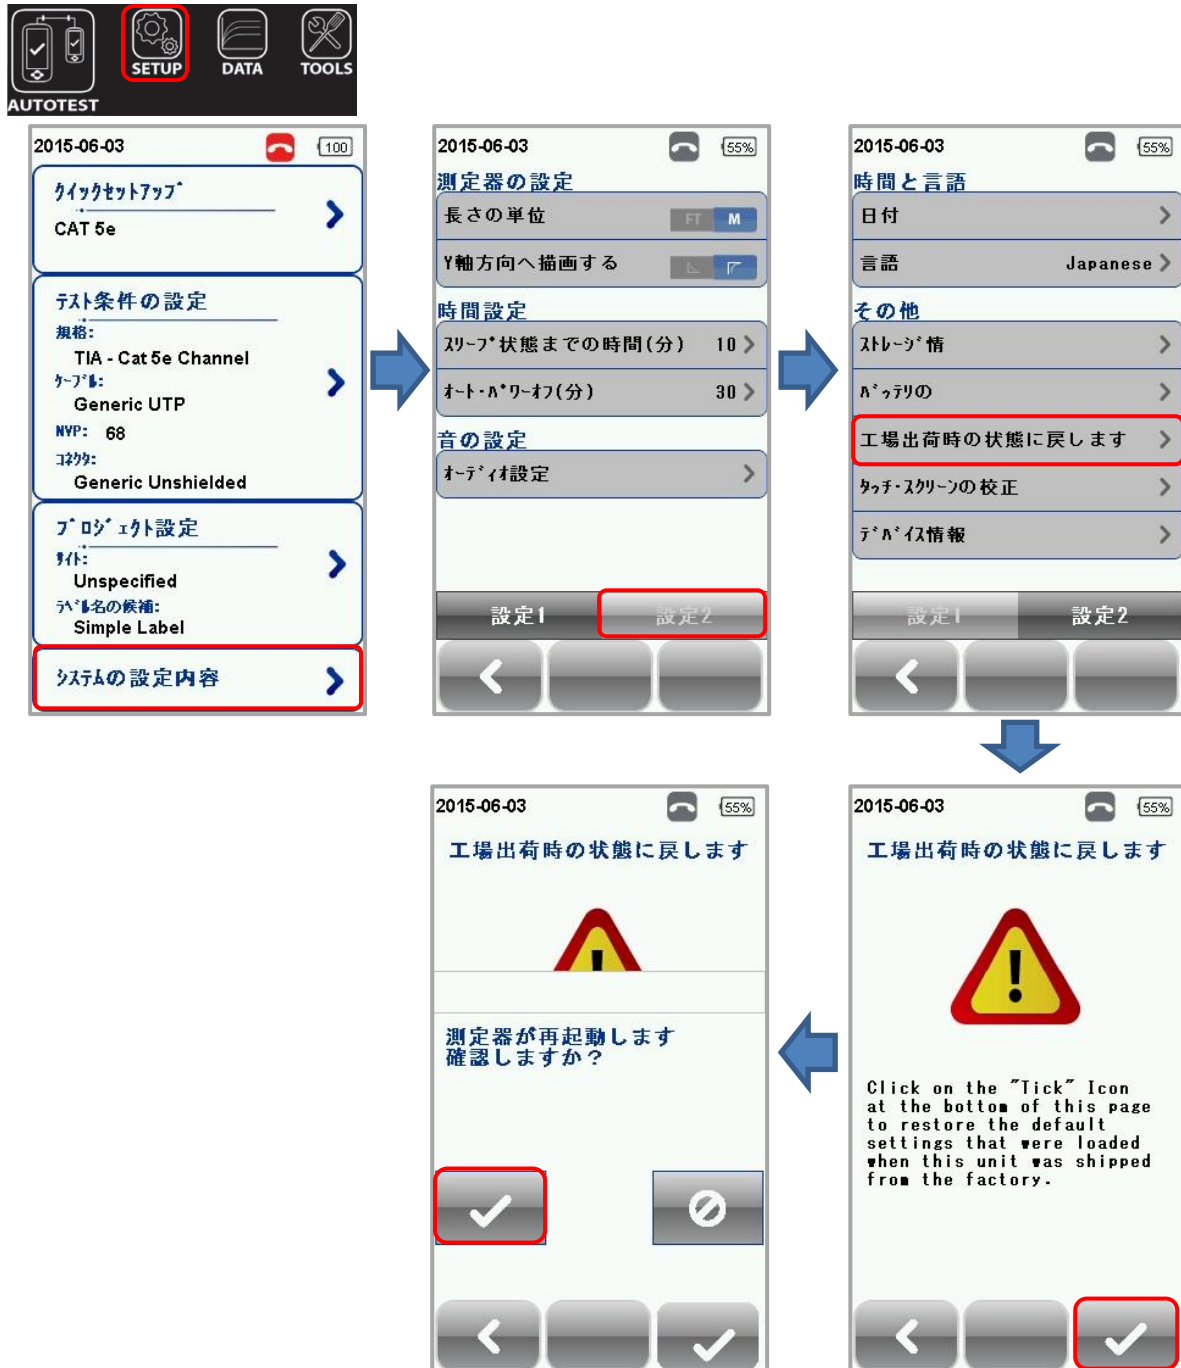 SETUP
DATA
TOOLS
AUTOTEST
2015-06-03
100
クイックセットアップ
CAT 5e
テスト条件の設定
規格:
TIA - Cat 5e Channel
ケーブル:
Generic UTP
NVP: 68
コネクタ:
Generic Unshielded
プロジェクト設定
サイト:
Unspecified
ラベル名の候補:
Simple Label
システムの設定内容
2015-06-03
55%
測定器の設定
長さの単位
FT M
Y軸方向へ描画する
時間設定
スリープ状態までの時間(分) 10
オート・パワーオフ(分) 30
音の設定
オーディオ設定
設定1 設定2
2015-06-03
55%
時間と言語
日付
言語 Japanese
その他
ストレージ情
バッテリの
工場出荷時の状態に戻します
タッチ・スクリーンの校正
デバイス情報
設定1 設定2
2015-06-03
55%
工場出荷時の状態に戻します
Click on the "Tick" Icon
at the bottom of this page
to restore the default
settings that were loaded
when this unit was shipped
from the factory.
2015-06-03
55%
工場出荷時の状態に戻します
測定器が再起動します
確認しますか？